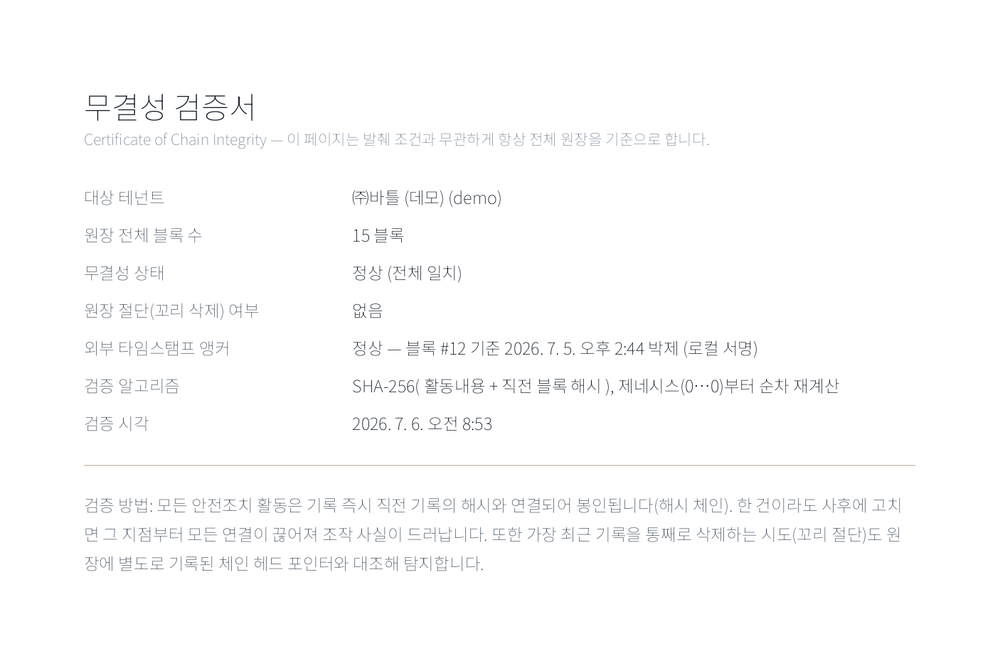 무결성 검증서
Certificate of Chain Integrity — 이 페이지는 발췌 조건과 무관하게 항상 전체 원장을 기준으로 합니다.
대상 테넌트 ㈜바틀 (데모) (demo)
원장 전체 블록 수 15 블록
무결성 상태 정상 (전체 일치)
원장 절단(꼬리 삭제) 여부 없음
외부 타임스탬프 앵커 정상 — 블록 #12 기준 2026. 7. 5. 오후 2:44 박제 (로컬 서명)
검증 알고리즘 SHA-256( 활동내용 + 직전 블록 해시 ), 제네시스(0⋯0)부터 순차 재계산
검증 시각 2026. 7. 6. 오전 8:53
검증 방법: 모든 안전조치 활동은 기록 즉시 직전 기록의 해시와 연결되어 봉인됩니다(해시 체인). 한 건이라도 사후에 고치
면 그 지점부터 모든 연결이 끊어져 조작 사실이 드러납니다. 또한 가장 최근 기록을 통째로 삭제하는 시도(꼬리 절단)도 원
장에 별도로 기록된 체인 헤드 포인터와 대조해 탐지합니다.